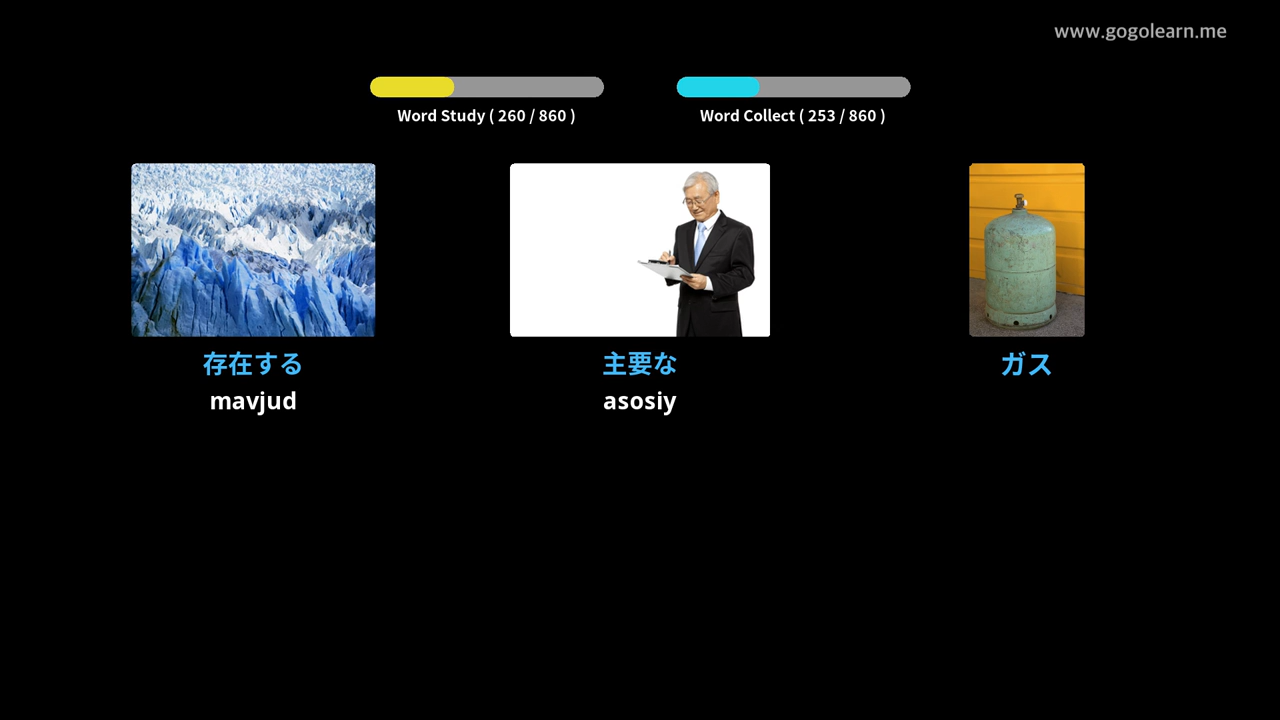 www.gogolearn.me
Word Study ( 260 / 860 )
Word Collect ( 253 / 860 )
存在する
mavjud
主要な
asosiy
ガス